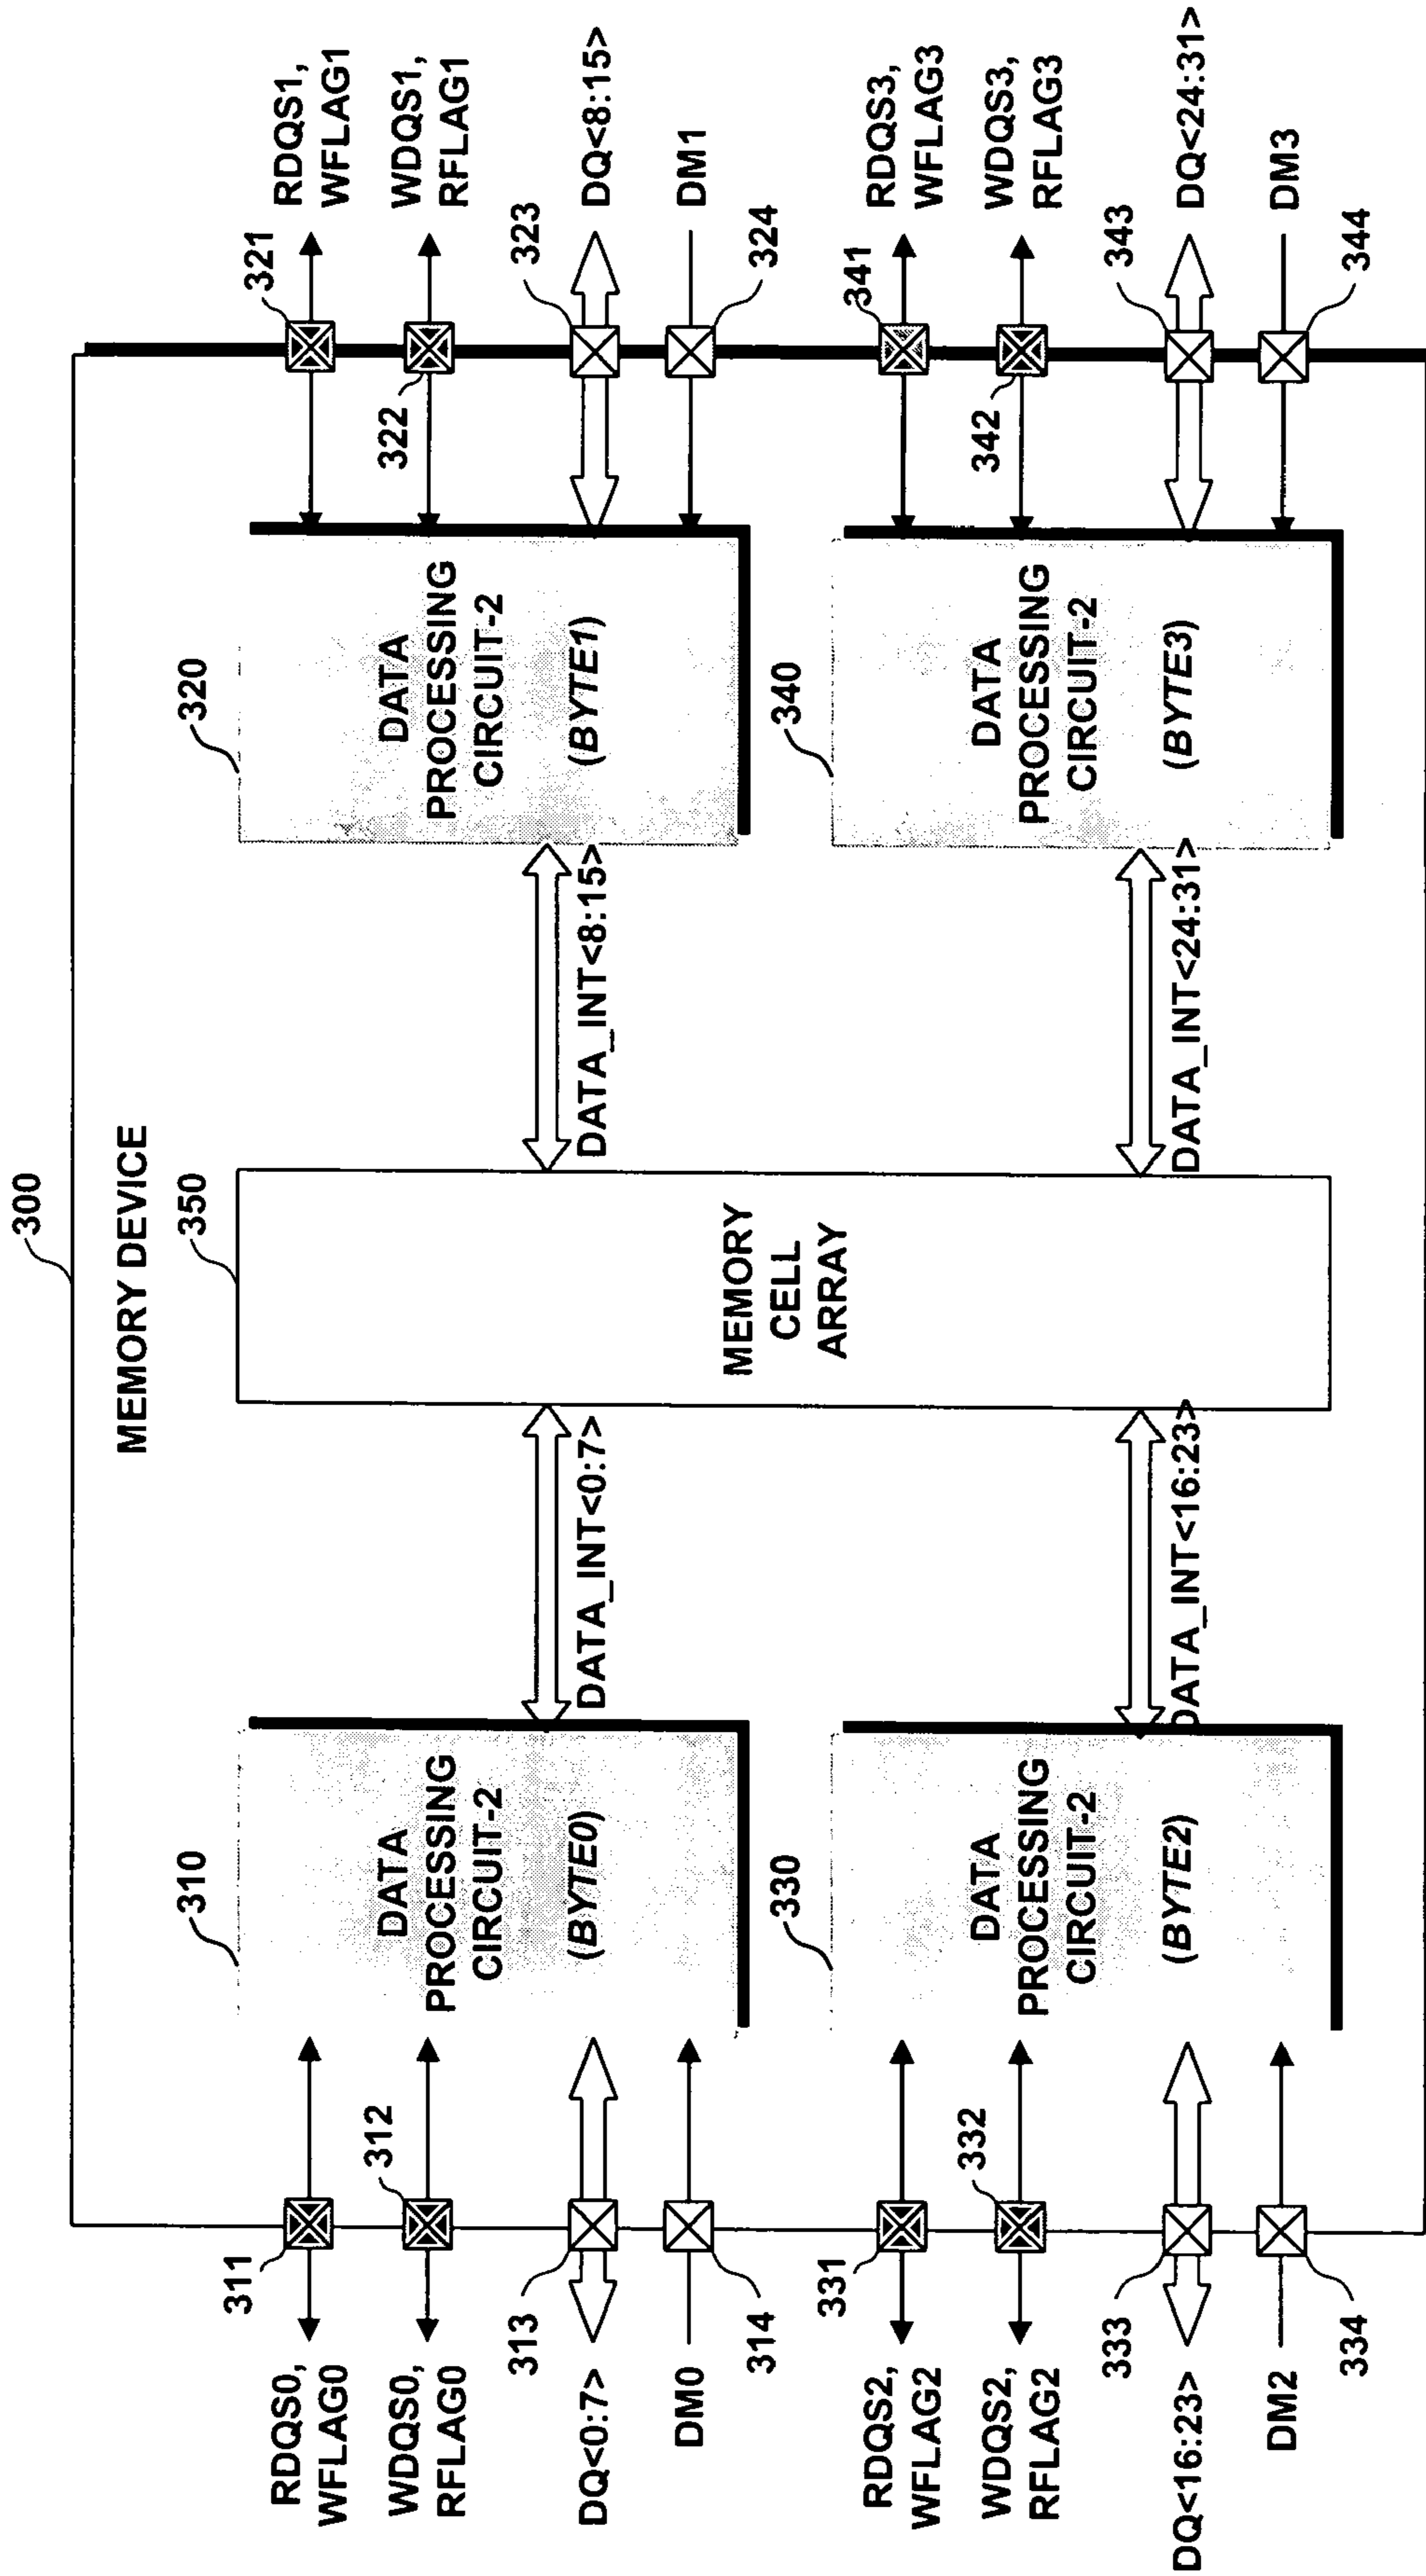 300
MEMORY DEVICE
310
350
320
311
RDQS0,
WFLAG0
312
WDQS0,
RFLAG0
313
DQ<0:7>
314
DM0
DATA
PROCESSING
CIRCUIT-2
(BYTE0)
DATA_INT<0:7>
MEMORY
CELL
ARRAY
DATA_INT<8:15>
DATA
PROCESSING
CIRCUIT-2
(BYTE1)
321
RDQS1,
WFLAG1
322
WDQS1,
RFLAG1
323
DQ<8:15>
324
DM1
330
340
331
RDQS2,
WFLAG2
332
WDQS2,
RFLAG2
333
DQ<16:23>
334
DM2
DATA
PROCESSING
CIRCUIT-2
(BYTE2)
DATA_INT<16:23>
DATA_INT<24:31>
DATA
PROCESSING
CIRCUIT-2
(BYTE3)
341
RDQS3,
WFLAG3
342
WDQS3,
RFLAG3
343
DQ<24:31>
344
DM3